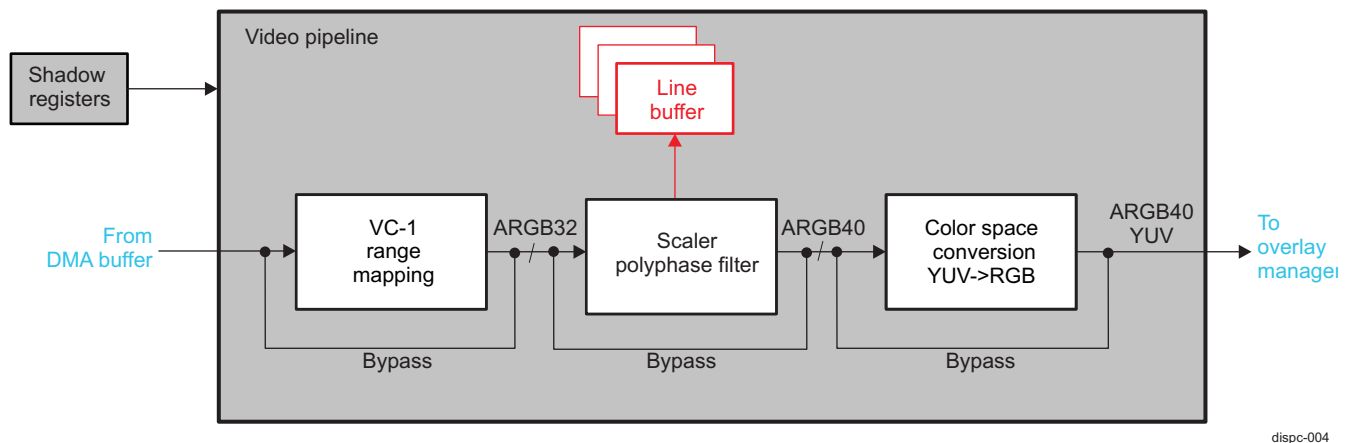 Video pipeline
Shadow
registers
Line
buffer
From
DMA buffer
VC-1
range
mapping
ARGB32
Scaler
polyphase filter
ARGB40
Color space
conversion
YUV->RGB
ARGB40
YUV
To
overlay
manager
Bypass
Bypass
Bypass
dispc-004